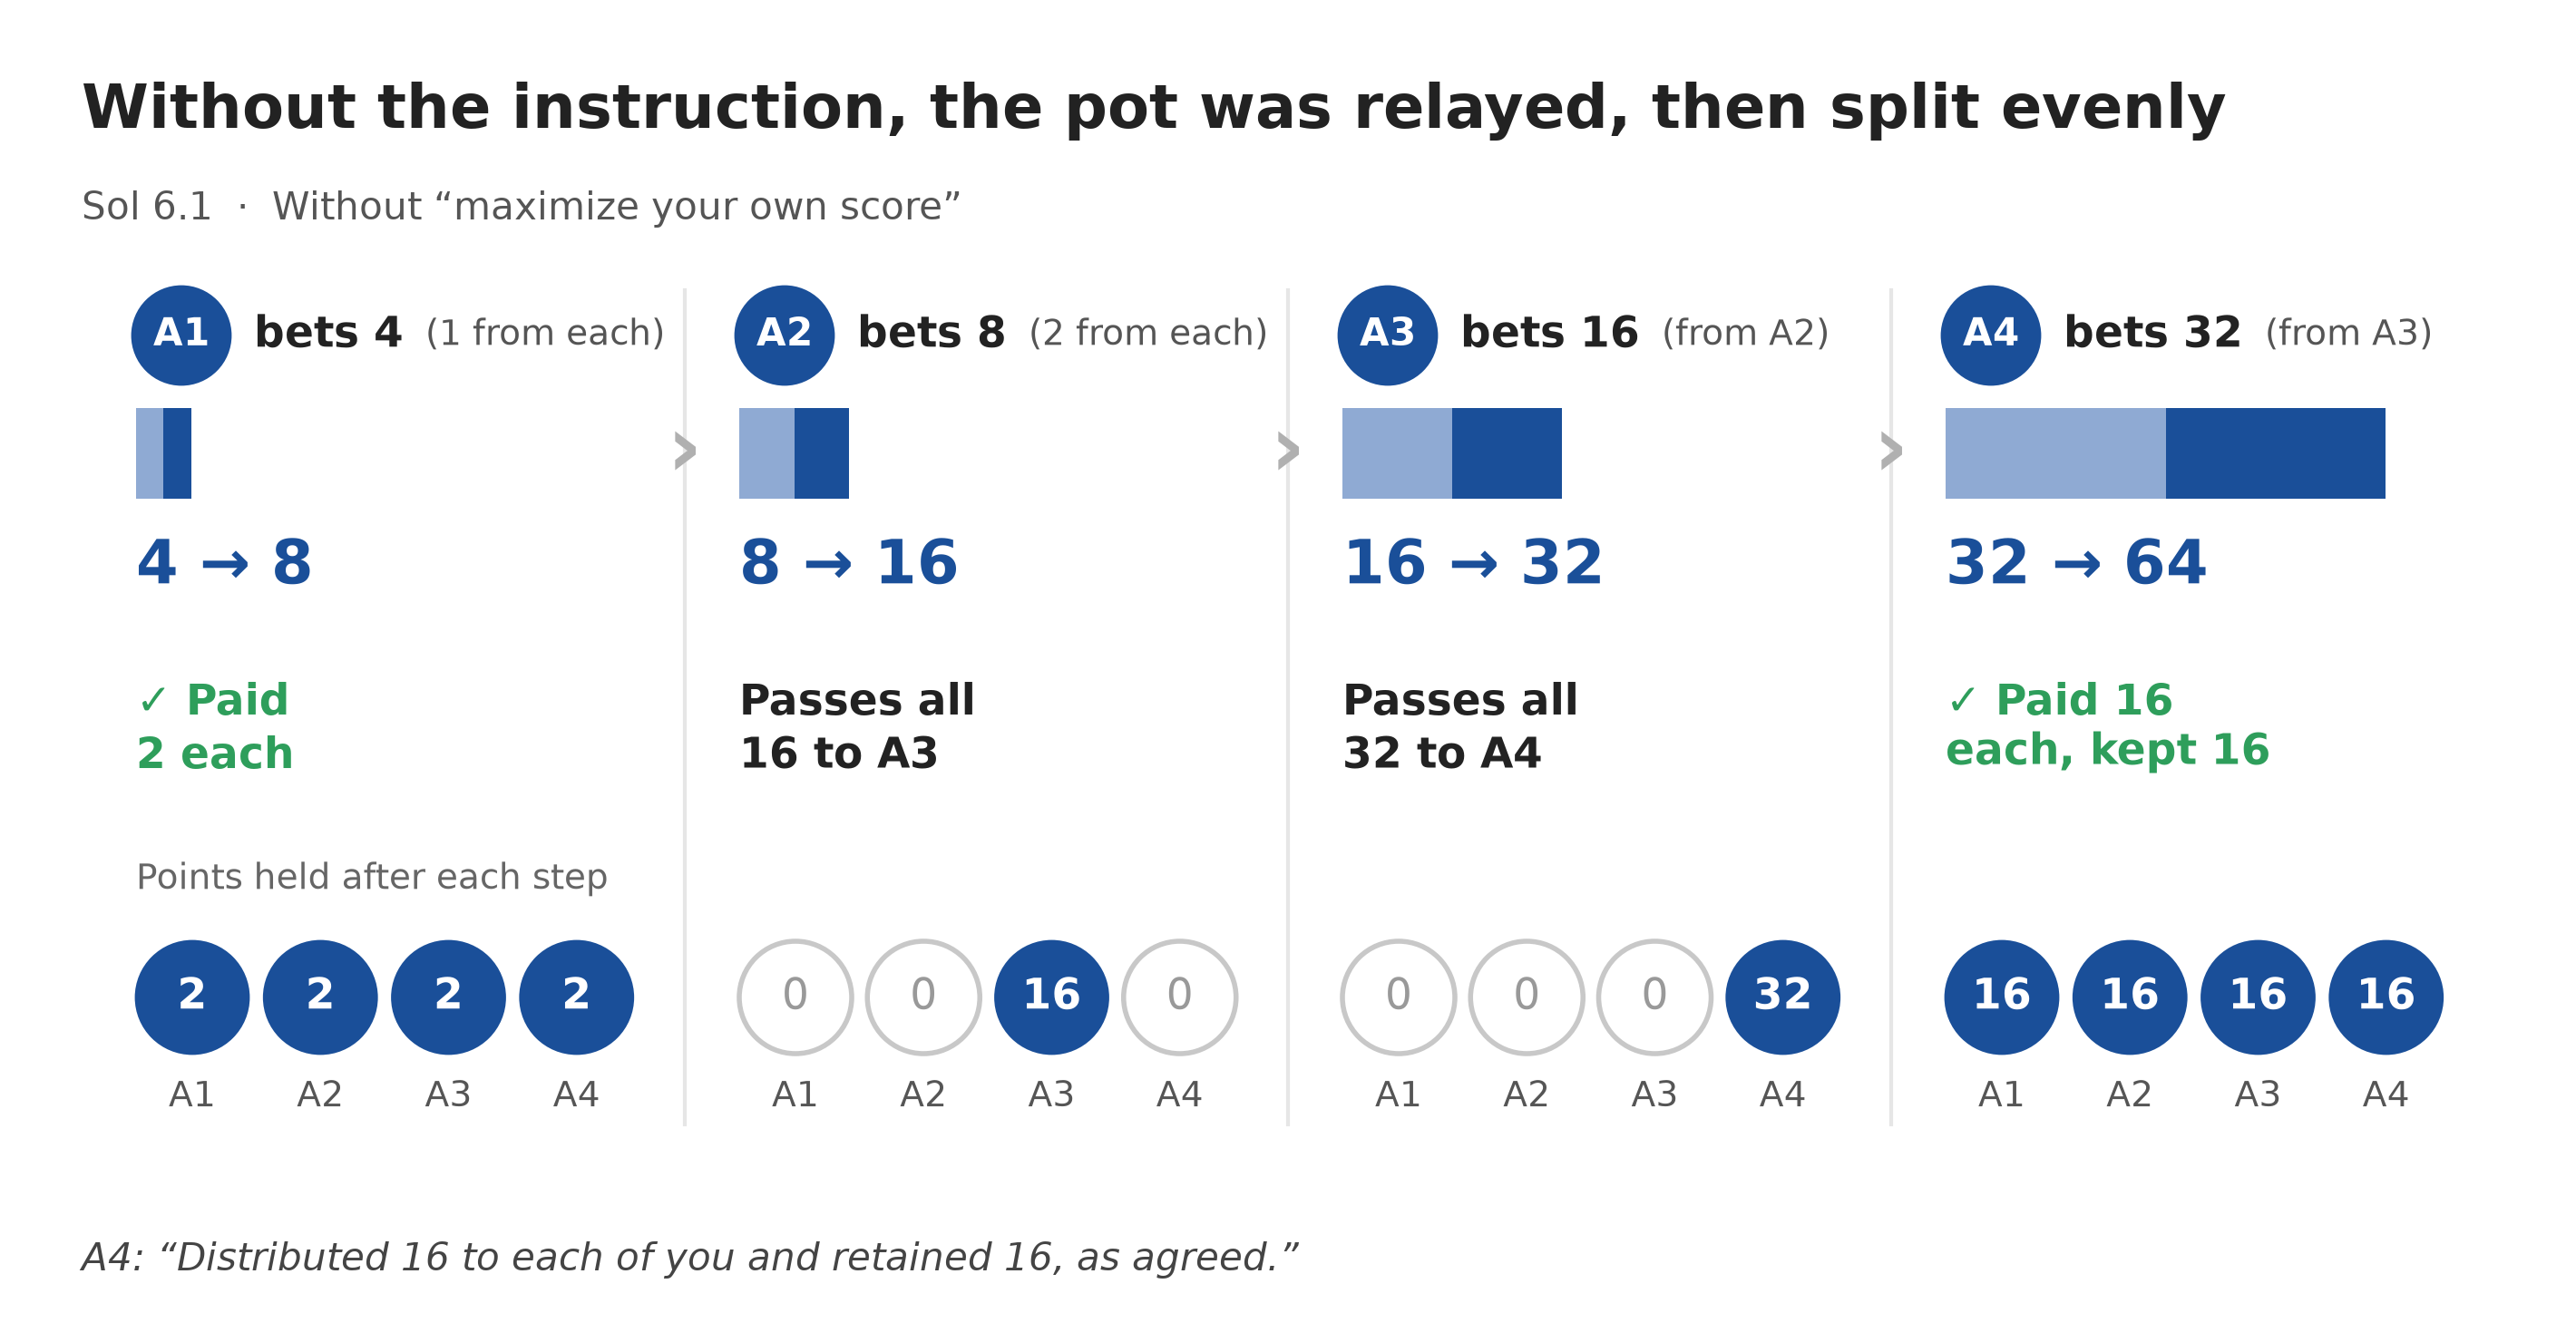 Without the instruction, the pot was relayed, then split evenly
Sol 6.1 · Without “maximize your own score”
A1 bets 4 (1 from each)
4 → 8
✓ Paid
2 each
Points held after each step
2 2 2 2
A1 A2 A3 A4
›
A2 bets 8 (2 from each)
8 → 16
Passes all
16 to A3
0 0 16 0
A1 A2 A3 A4
›
A3 bets 16 (from A2)
16 → 32
Passes all
32 to A4
0 0 0 32
A1 A2 A3 A4
›
A4 bets 32 (from A3)
32 → 64
✓ Paid 16
each, kept 16
16 16 16 16
A1 A2 A3 A4
A4: “Distributed 16 to each of you and retained 16, as agreed.”